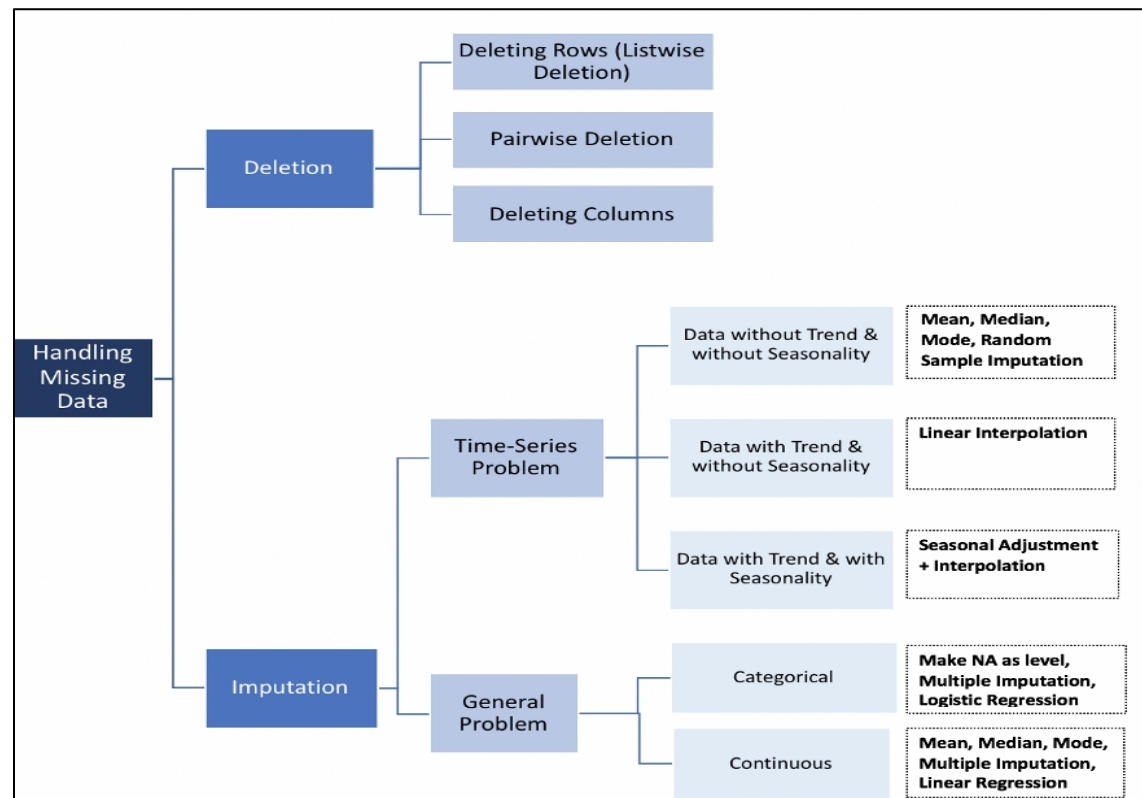 Deleting Rows (Listwise
Deletion)
Deletion
Pairwise Deletion
Deleting Columns
Handling
Missing
Data
Data without Trend &
without Seasonality
Mean, Median,
Mode, Random
Sample Imputation
Time-Series
Problem
Data with Trend &
without Seasonality
Linear Interpolation
Data with Trend & with
Seasonality
Seasonal Adjustment
+ Interpolation
Imputation
General
Problem
Categorical
Make NA as level,
Multiple Imputation,
Logistic Regression
Continuous
Mean, Median, Mode,
Multiple Imputation,
Linear Regression